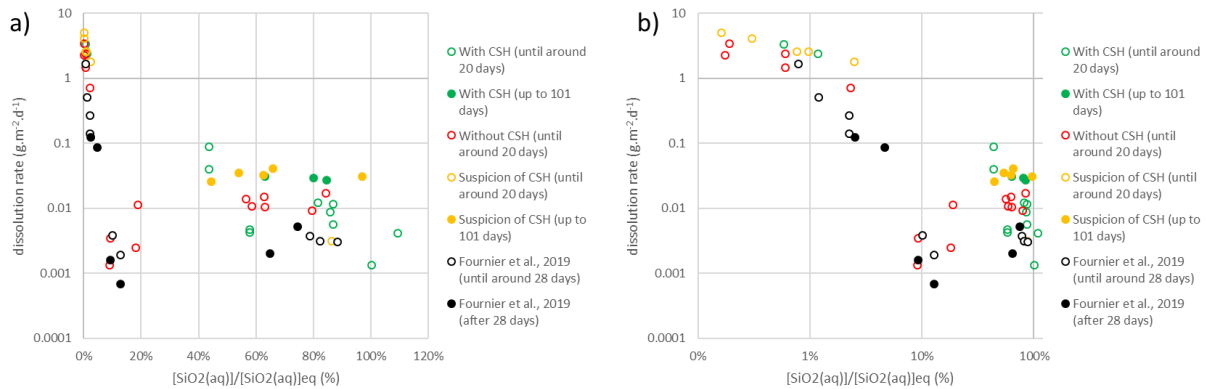 a)
10
1
0.1
0.01
0.001
0.0001
dissolution rate (g.m⁻².d⁻¹)
0%
20%
40%
60%
80%
100%
120%
[SiO2(aq)]/[SiO2(aq)]eq (%)
With CSH (until around
20 days)
With CSH (up to 101
days)
Without CSH (until
around 20 days)
Suspicion of CSH (until
around 20 days)
Suspicion of CSH (up to
101 days)
Fournier et al., 2019
(until around 28 days)
Fournier et al., 2019
(after 28 days)
b)
10
1
0.1
0.01
0.001
0.0001
dissolution rate (g.m⁻².d⁻¹)
0%
1%
10%
100%
[SiO2(aq)]/[SiO2(aq)]eq (%)
With CSH (until around
20 days)
With CSH (up to 101
days)
Without CSH (until
around 20 days)
Suspicion of CSH (until
around 20 days)
Suspicion of CSH (up to
101 days)
Fournier et al., 2019
(until around 28 days)
Fournier et al., 2019
(after 28 days)